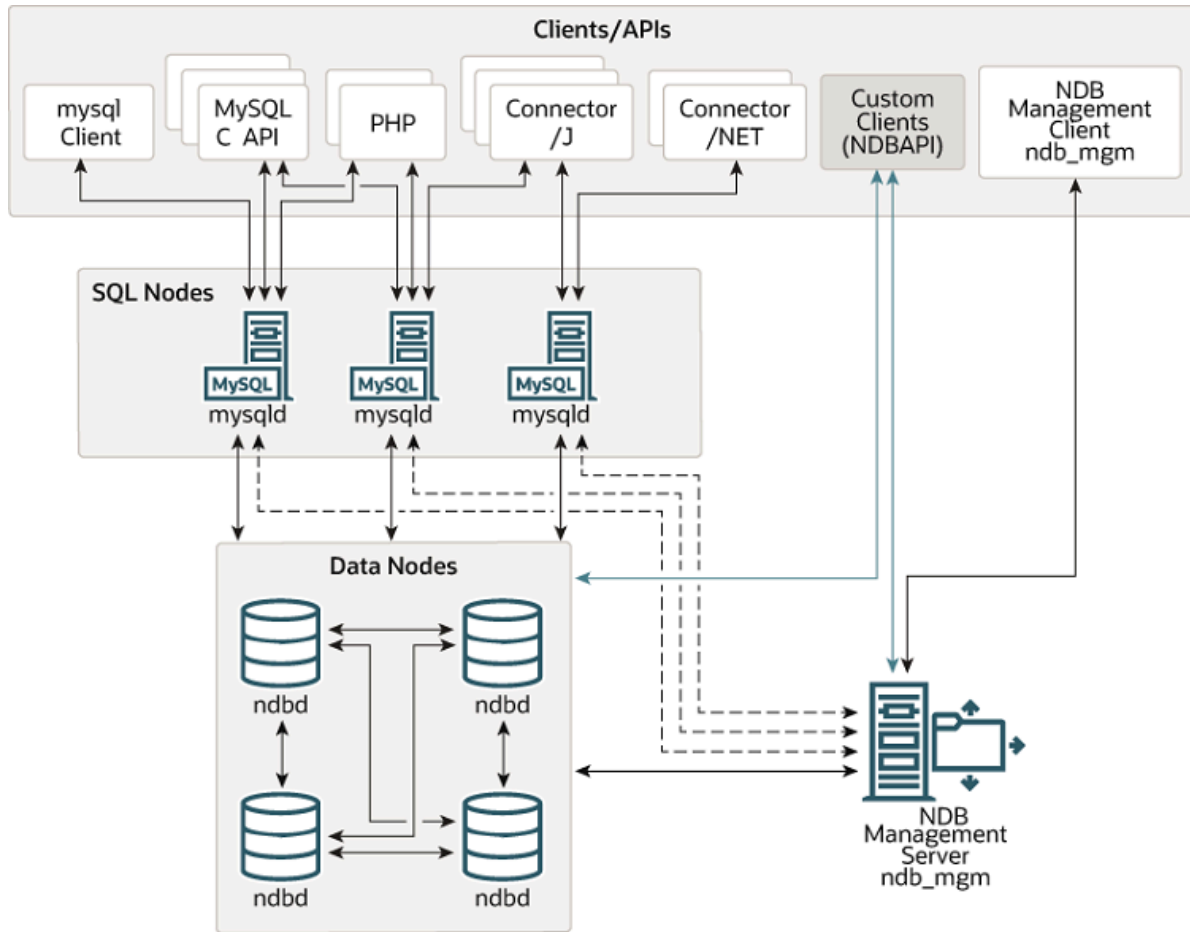 Clients/APIs
mysql
Client
MySQL
C API
PHP
Connector
/J
Connector
/NET
Custom
Clients
(NDBAPI)
NDB
Management
Client
ndb_mgm
SQL Nodes
MySQL
mysqld
MySQL
mysqld
MySQL
mysqld
Data Nodes
ndbd
ndbd
ndbd
ndbd
NDB
Management
Server
ndb_mgm